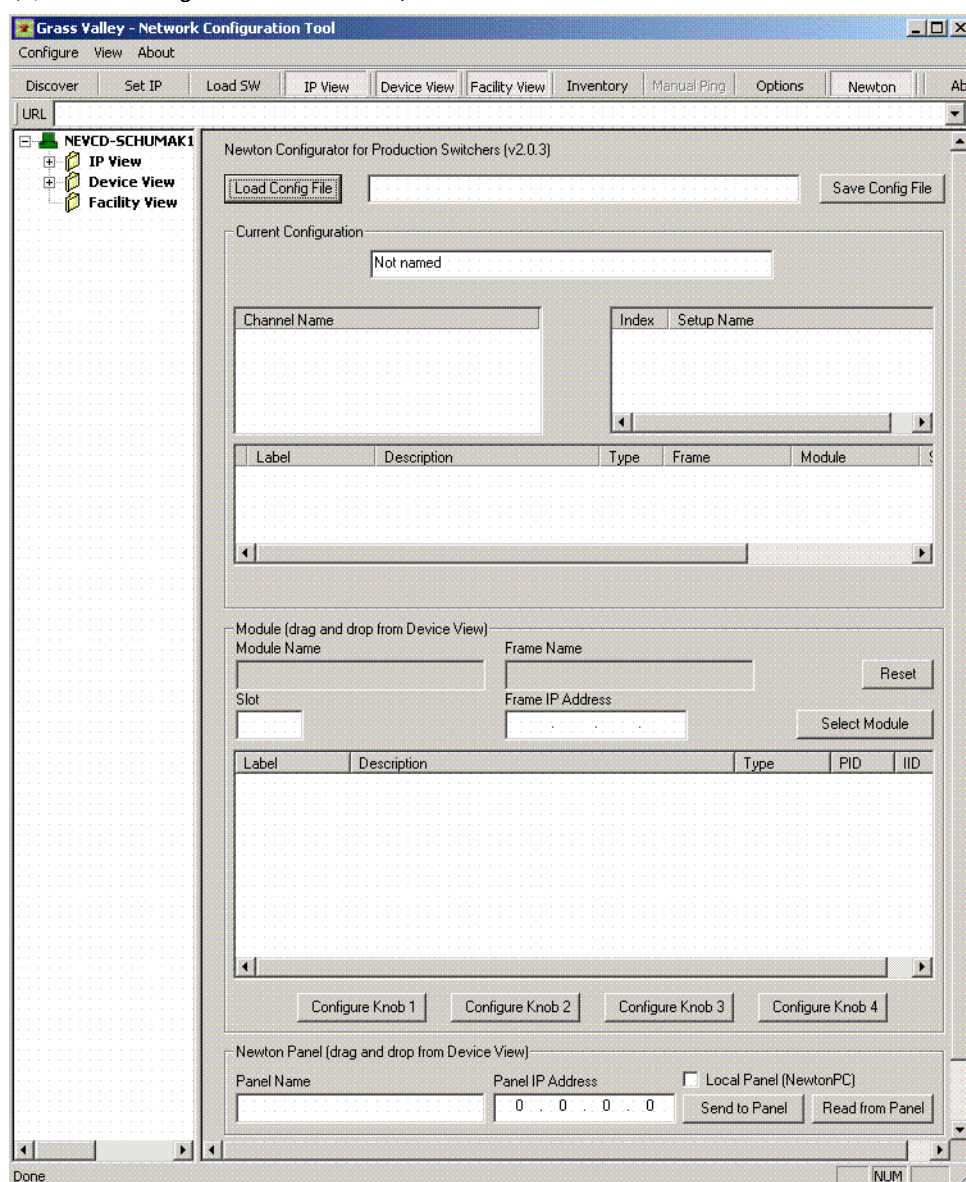 Grass Valley - Network Configuration Tool
Configure View About
Discover Set IP Load SW IP View Device View Facility View Inventory Manual Ping Options Newton Ab
URL
NEVCD-SCHUMAK1
IP View
Device View
Facility View
Newton Configurator for Production Switchers (v2.0.3)
Load Config File Save Config File
Current Configuration
Not named
Channel Name Index Setup Name
Label Description Type Frame Module
Module (drag and drop from Device View)
Module Name Frame Name
Reset
Slot Frame IP Address
Select Module
Label Description Type PID IID
Configure Knob 1 Configure Knob 2 Configure Knob 3 Configure Knob 4
Newton Panel (drag and drop from Device View)
Panel Name Panel IP Address Local Panel (NewtonPC)
0 . 0 . 0 . 0 Send to Panel Read from Panel
Done NUM